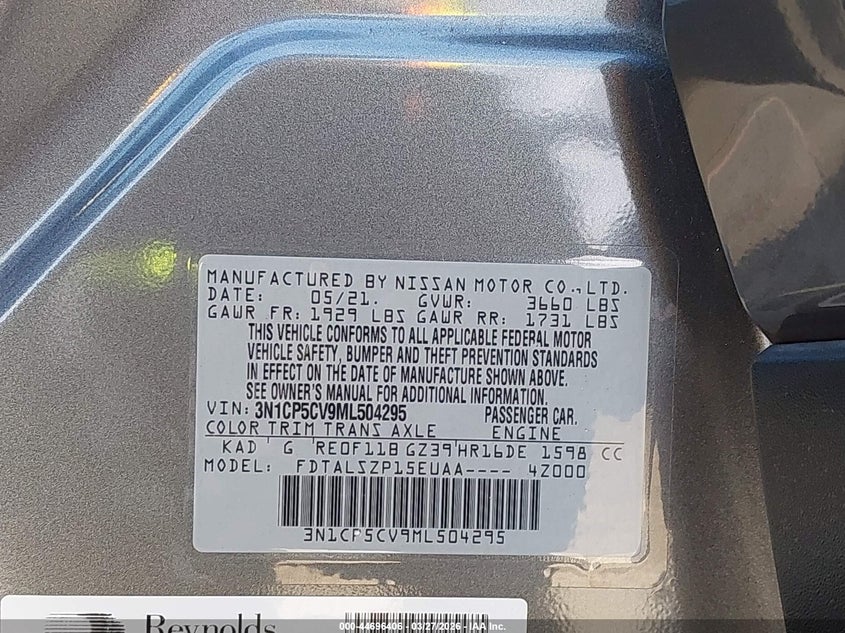 MANUFACTURED BY NISSAN MOTOR CO.,LTD.
DATE: 05/21. GVWR: 3660 LBS
GAWR FR: 1929 LBS GAWR RR: 1731 LBS
THIS VEHICLE CONFORMS TO ALL APPLICABLE FEDERAL MOTOR
VEHICLE SAFETY, BUMPER AND THEFT PREVENTION STANDARDS
IN EFFECT ON THE DATE OF MANUFACTURE SHOWN ABOVE.
SEE OWNER'S MANUAL FOR ADDITIONAL INFORMATION.
VIN: 3N1CP5CV9ML504295 PASSENGER CAR.
COLOR TRIM TRANS AXLE ENGINE
KAD G RE0F11B GZ39 HR16DE 1598 CC
MODEL: FDTALSZP15EUAA---- 4Z000
3N1CP5CV9ML504295
Reynolds
000-44696406 - 03/27/2026 - IAA Inc.